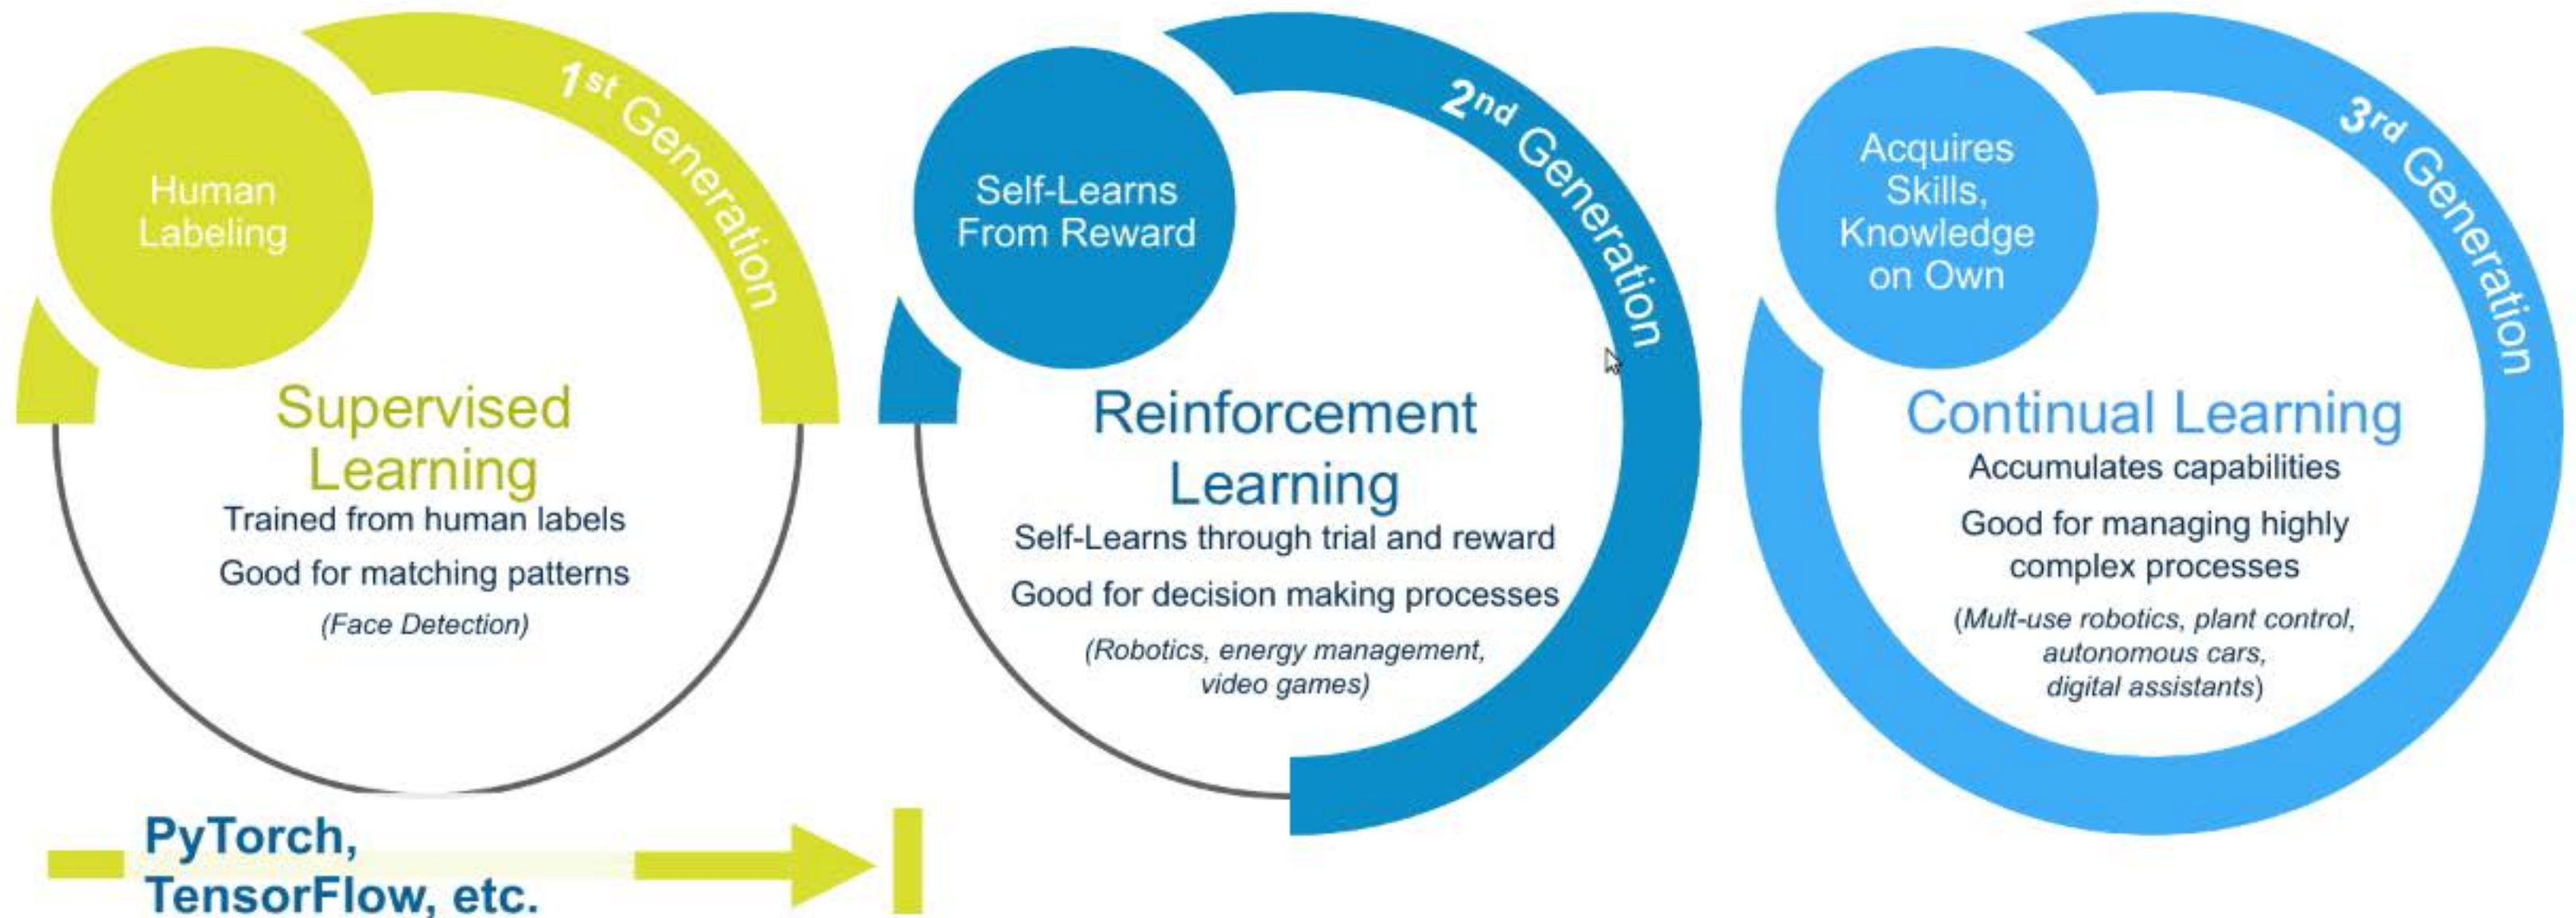 1st Generation
Human
Labeling
Supervised
Learning
Trained from human labels
Good for matching patterns
(Face Detection)
PyTorch,
TensorFlow, etc.
2nd Generation
Self-Learns
From Reward
Reinforcement
Learning
Self-Learns through trial and reward
Good for decision making processes
(Robotics, energy management,
video games)
3rd Generation
Acquires
Skills,
Knowledge
on Own
Continual Learning
Accumulates capabilities
Good for managing highly
complex processes
(Mult-use robotics, plant control,
autonomous cars,
digital assistants)